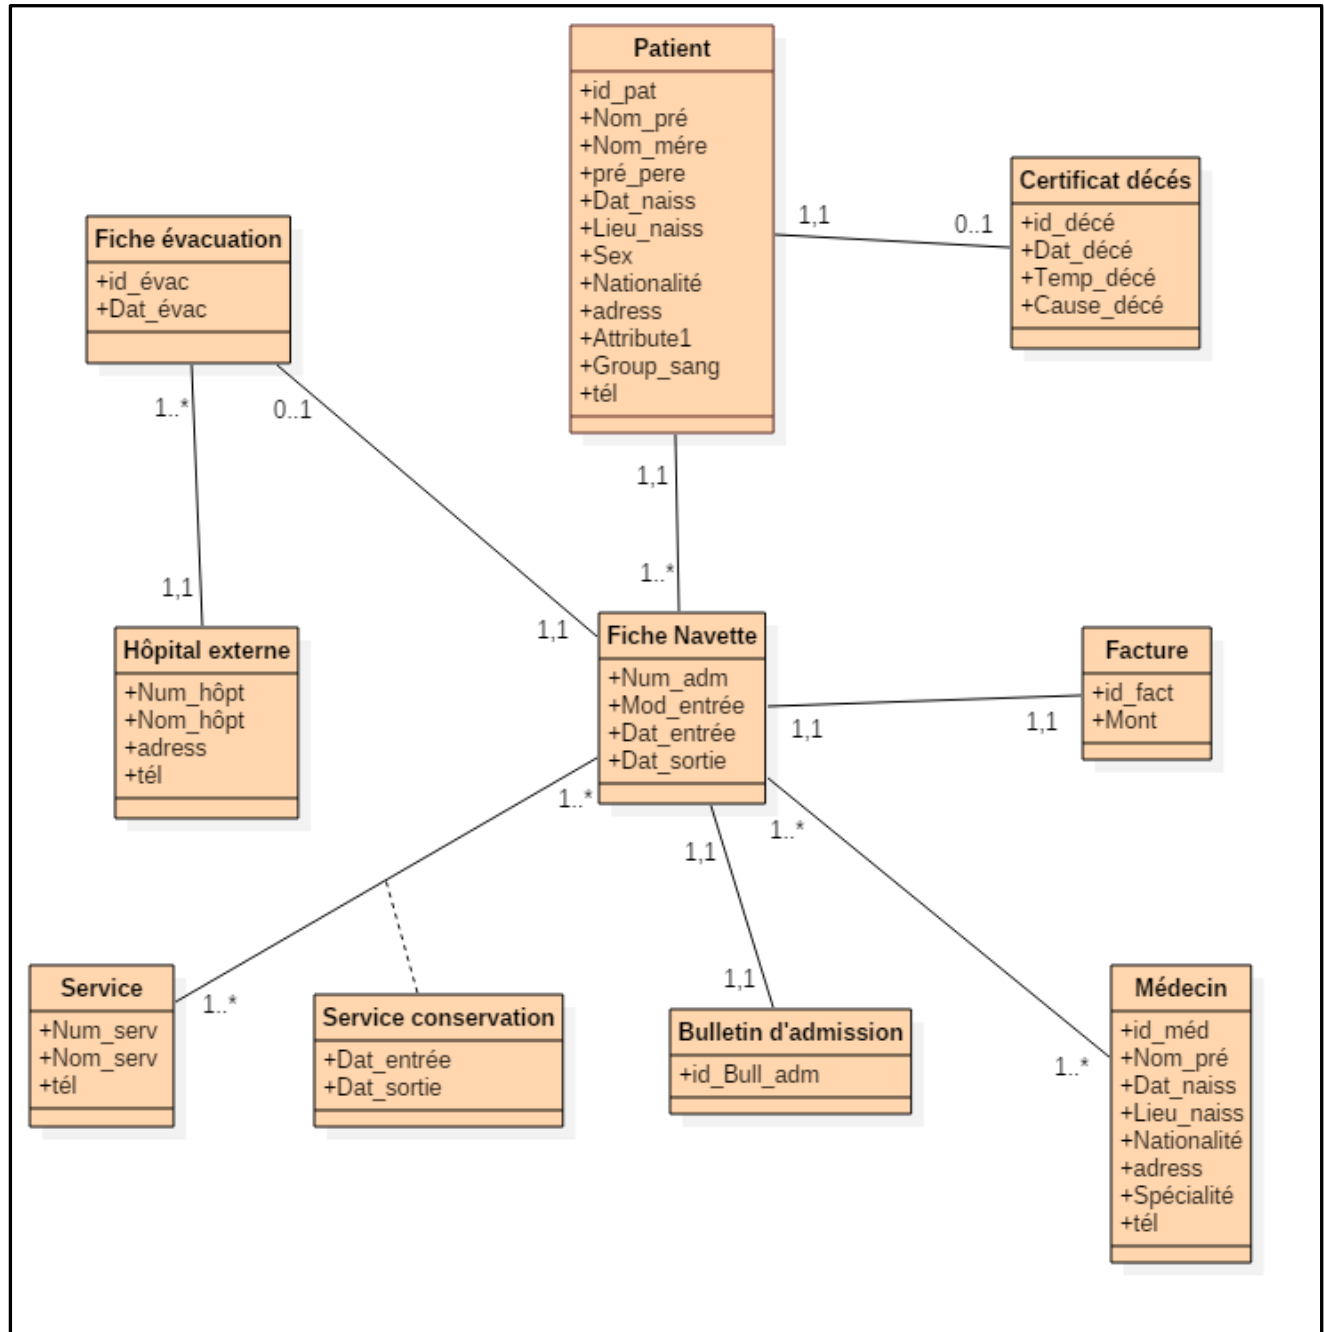 Patient
+id_pat
+Nom_pré
+Nom_mére
+pré_pere
+Dat_naiss
+Lieu_naiss
+Sex
+Nationalité
+adress
+Attribute1
+Group_sang
+tél
Certificat décés
+id_décé
+Dat_décé
+Temp_décé
+Cause_décé
1,1
0..1
Fiche évacuation
+id_évac
+Dat_évac
1..*
0..1
1,1
1..*
1,1
1,1
Hôpital externe
+Num_hôpt
+Nom_hôpt
+adress
+tél
Fiche Navette
+Num_adm
+Mod_entrée
+Dat_entrée
+Dat_sortie
Facture
+id_fact
+Mont
1,1
1,1
1..*
1,1
1..*
1..*
1,1
1..*
Service
+Num_serv
+Nom_serv
+tél
Service conservation
+Dat_entrée
+Dat_sortie
Bulletin d'admission
+id_Bull_adm
Médecin
+id_méd
+Nom_pré
+Dat_naiss
+Lieu_naiss
+Nationalité
+adress
+Spécialité
+tél